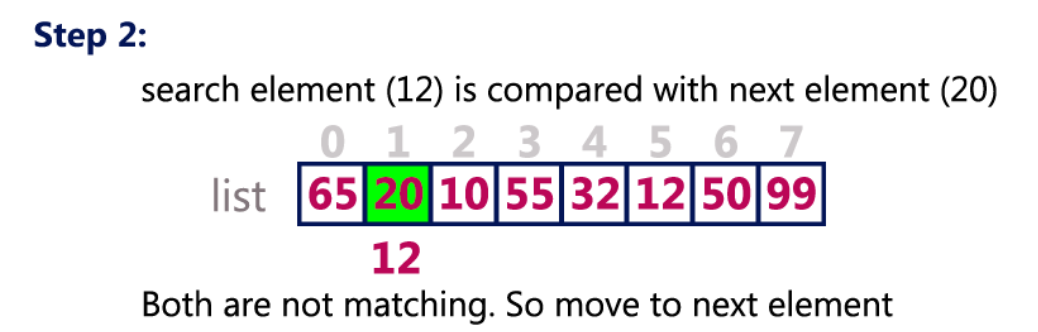 Step 2:
search element (12) is compared with next element (20)
0 1 2 3 4 5 6 7
list 65 20 10 55 32 12 50 99
12
Both are not matching. So move to next element